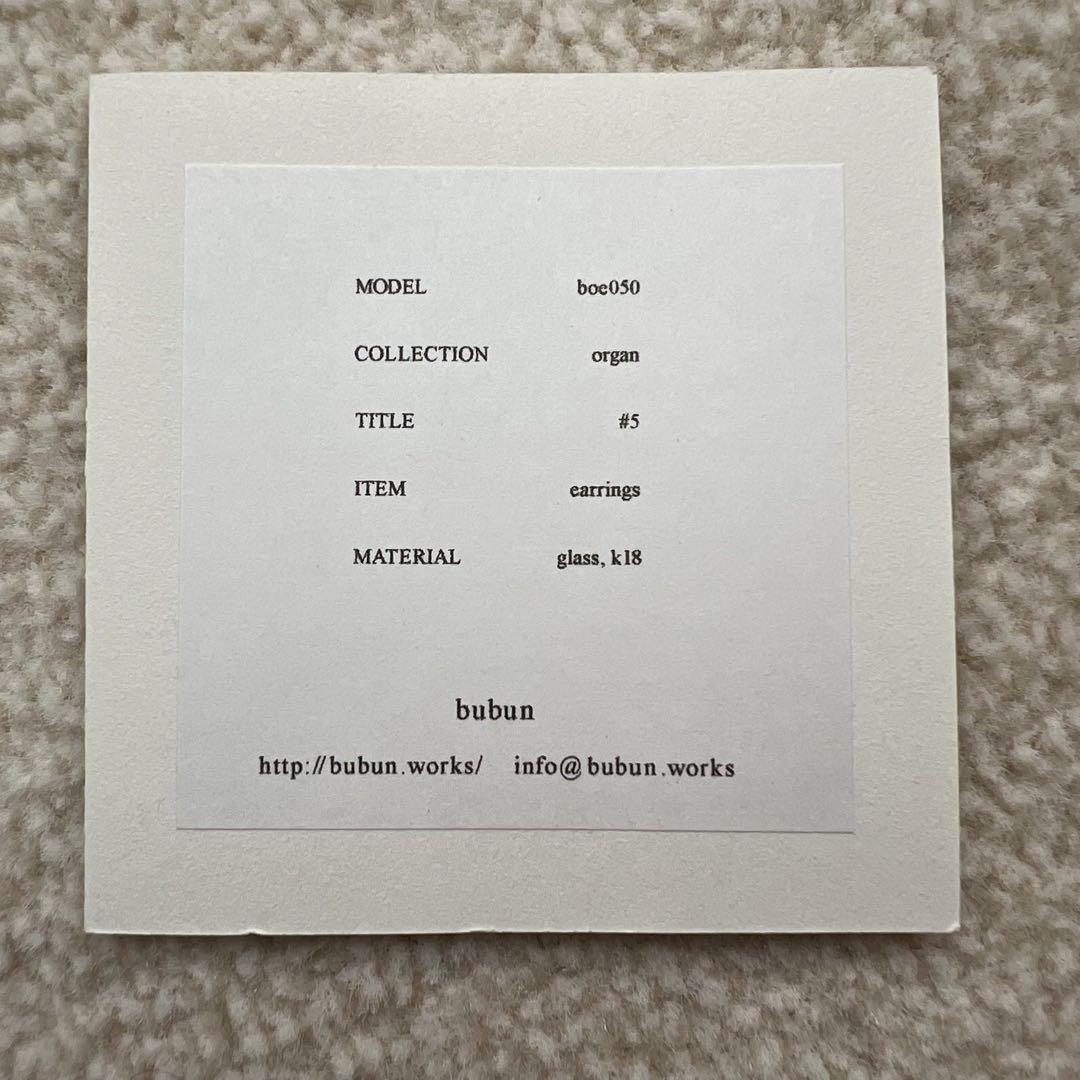 MODEL boe050
COLLECTION organ
TITLE #5
ITEM earrings
MATERIAL glass, k18
bubun
http://bubun.works/ info@bubun.works